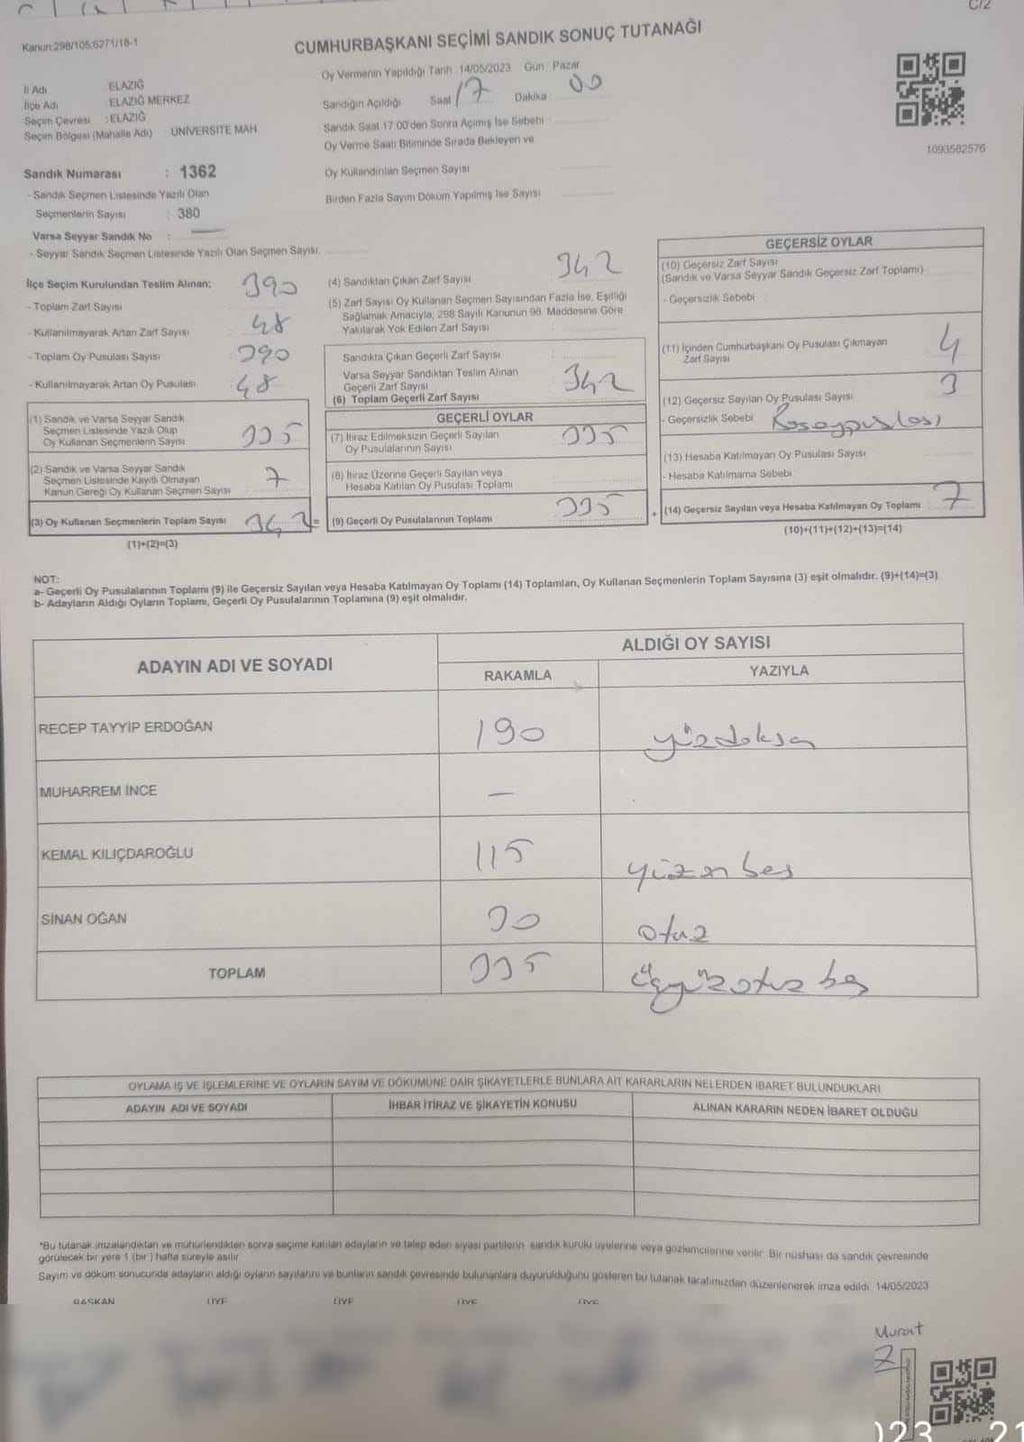 C/2
Kanun:298/105;6271/18-1
CUMHURBAŞKANI SEÇİMİ SANDIK SONUÇ TUTANAĞI
İl Adı ELAZIĞ
İlçe Adı ELAZIĞ MERKEZ
Seçim Çevresi :ELAZIĞ
Seçim Bölgesi (Mahalle Adı) ÜNİVERSİTE MAH.
Oy Vermenin Yapıldığı Tarih :14/05/2023 Gün: Pazar
Sandığın Açıldığı Saat 17 Dakika 00
Sandık Saat 17.00'den Sonra Açılmış İse Sebebi
Oy Verme Saati Bitiminde Sırada Bekleyen ve
Oy Kullandırılan Seçmen Sayısı
Birden Fazla Sayım Döküm Yapılmış İse Sayısı
1093582576
Sandık Numarası : 1362
- Sandık Seçmen Listesinde Yazılı Olan
Seçmenlerin Sayısı : 380
Varsa Seyyar Sandık No : —
- Seyyar Sandık Seçmen Listesinde Yazılı Olan Seçmen Sayısı:
İlçe Seçim Kurulundan Teslim Alınan;
- Toplam Zarf Sayısı 390
- Kullanılmayarak Artan Zarf Sayısı 48
- Toplam Oy Pusulası Sayısı 390
- Kullanılmayarak Artan Oy Pusulası 48
(1) Sandık ve Varsa Seyyar Sandık
Seçmen Listesinde Yazılı Olup
Oy Kullanan Seçmenlerin Sayısı 335
(2) Sandık ve Varsa Seyyar Sandık
Seçmen Listesinde Kayıtlı Olmayan
Kanun Gereği Oy Kullanan Seçmen Sayısı 7
(3) Oy Kullanan Seçmenlerin Toplam Sayısı 342 =
(1)+(2)=(3)
(4) Sandıktan Çıkan Zarf Sayısı 342
(5) Zarf Sayısı Oy Kullanan Seçmen Sayısından Fazla İse, Eşitliği
Sağlamak Amacıyla, 298 Sayılı Kanunun 98. Maddesine Göre
Yakılarak Yok Edilen Zarf Sayısı
Sandıkta Çıkan Geçerli Zarf Sayısı
Varsa Seyyar Sandıktan Teslim Alınan
Geçerli Zarf Sayısı
(6) Toplam Geçerli Zarf Sayısı 342
GEÇERLİ OYLAR
(7) İtiraz Edilmeksizin Geçerli Sayılan
Oy Pusulalarının Sayısı 335
(8) İtiraz Üzerine Geçerli Sayılan veya
Hesaba Katılan Oy Pusulası Toplamı
(9) Geçerli Oy Pusulalarının Toplamı 335 +
GEÇERSİZ OYLAR
(10) Geçersiz Zarf Sayısı
(Sandık ve Varsa Seyyar Sandık Geçersiz Zarf Toplamı)
- Geçersizlik Sebebi
(11) İçinden Cumhurbaşkanı Oy Pusulası Çıkmayan
Zarf Sayısı 4
(12) Geçersiz Sayılan Oy Pusulası Sayısı 3
- Geçersizlik Sebebi
(13) Hesaba Katılmayan Oy Pusulası Sayısı
- Hesaba Katılmama Sebebi
(14) Geçersiz Sayılan veya Hesaba Katılmayan Oy Toplamı 7
(10)+(11)+(12)+(13)=(14)
NOT:
a- Geçerli Oy Pusulalarının Toplamı (9) ile Geçersiz Sayılan veya Hesaba Katılmayan Oy Toplamı (14) Toplamları, Oy Kullanan Seçmenlerin Toplam Sayısına (3) eşit olmalıdır. (9)+(14)=(3)
b- Adayların Aldığı Oyların Toplamı, Geçerli Oy Pusulalarının Toplamına (9) eşit olmalıdır.
ADAYIN ADI VE SOYADI ALDIĞI OY SAYISI
RAKAMLA YAZIYLA
RECEP TAYYİP ERDOĞAN 190 yüzdoksan
MUHARREM İNCE —
KEMAL KILIÇDAROĞLU 115 yüzon beş
SİNAN OĞAN 30 otuz
TOPLAM 335 üçyüzotuz beş
OYLAMA İŞ VE İŞLEMLERİNE VE OYLARIN SAYIM VE DÖKÜMÜNE DAİR ŞİKAYETLERLE BUNLARA AİT KARARLARIN NELERDEN İBARET BULUNDUKLARI
ADAYIN ADI VE SOYADI İHBAR İTİRAZ VE ŞİKAYETİN KONUSU ALINAN KARARIN NEDEN İBARET OLDUĞU
*Bu tutanak imzalandıktan ve mühürlendikten sonra seçime katılan adayların ve talep eden siyasi partilerin sandık kurulu üyelerine veya gözlemcilerine verilir. Bir nüshası da sandık çevresinde
görülecek bir yere 1 (bir ) hafta süreyle asılır.
Sayım ve döküm sonucunda adayların aldığı oyların sayılarını ve bunların sandık çevresinde bulunanlara duyurulduğunu gösteren bu tutanak tarafımızdan düzenlenerek imza edildi. 14/05/2023
BAŞKAN ÜYE ÜYE ÜYE ÜYE
Murat